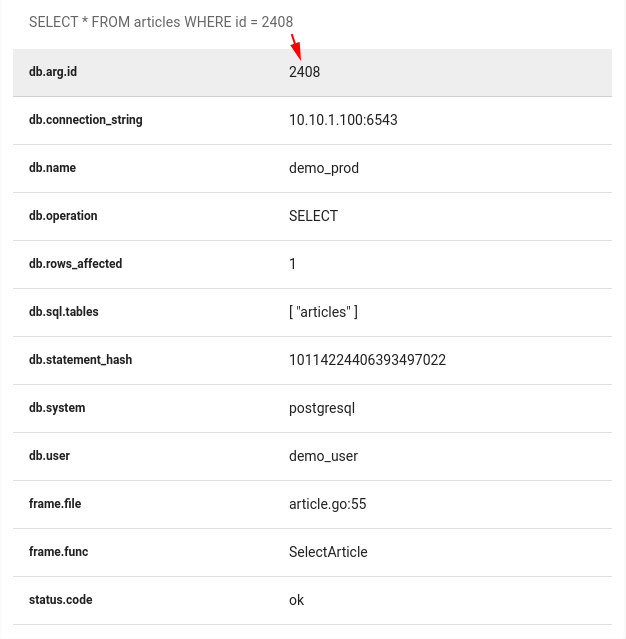 SELECT * FROM articles WHERE id = 2408
db.arg.id 2408
db.connection_string 10.10.1.100:6543
db.name demo_prod
db.operation SELECT
db.rows_affected 1
db.sql.tables [ "articles" ]
db.statement_hash 10114224406393497022
db.system postgresql
db.user demo_user
frame.file article.go:55
frame.func SelectArticle
status.code ok